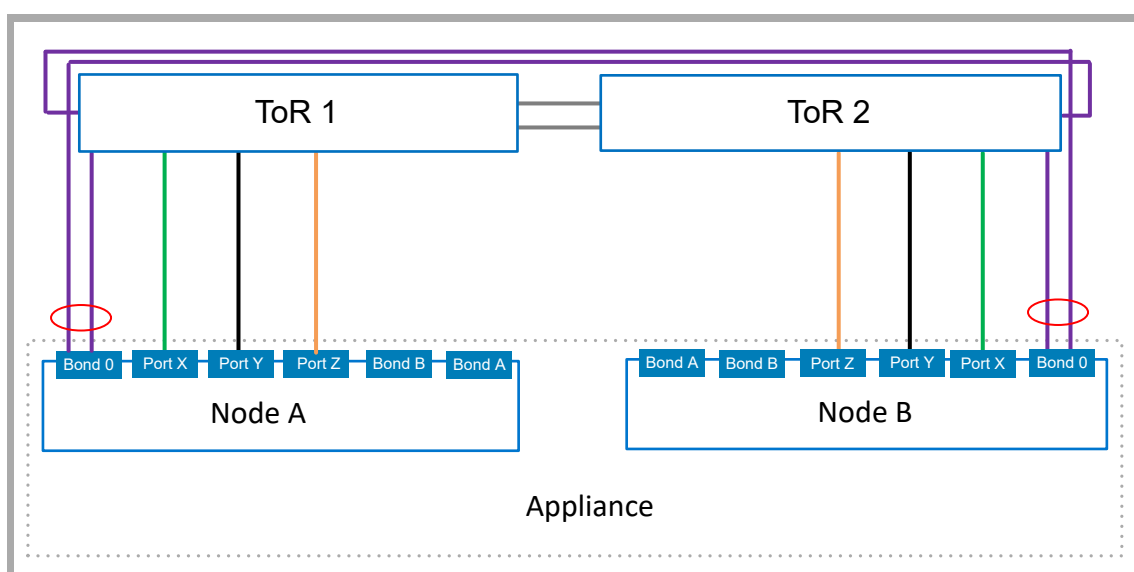 ToR 1
ToR 2
Bond 0 Port X Port Y Port Z Bond B Bond A
Bond A Bond B Port Z Port Y Port X Bond 0
Node A
Node B
Appliance